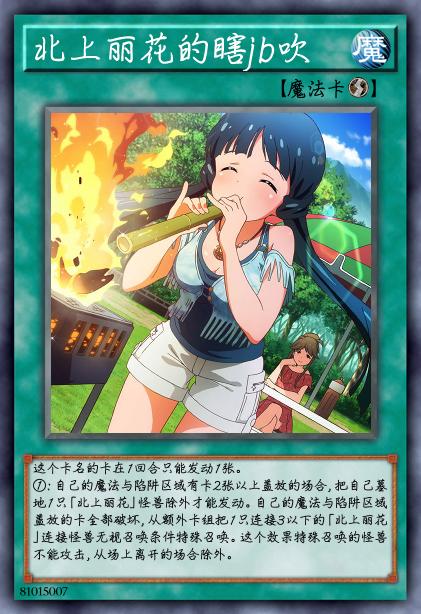 北上丽花的瞎jb吹
魔
【魔法卡】
这个卡名的卡在1回合只能发动1张。
①：自己的魔法与陷阱区域有卡2张以上盖放的场合，把自己墓
地1只「北上丽花」怪兽除外才能发动。自己的魔法与陷阱区域
盖放的卡全部破坏，从额外卡组把1只连接3以下的「北上丽花」
连接怪兽无视召唤条件特殊召唤。这个效果特殊召唤的怪兽
不能攻击，从场上离开的场合除外。
81015007